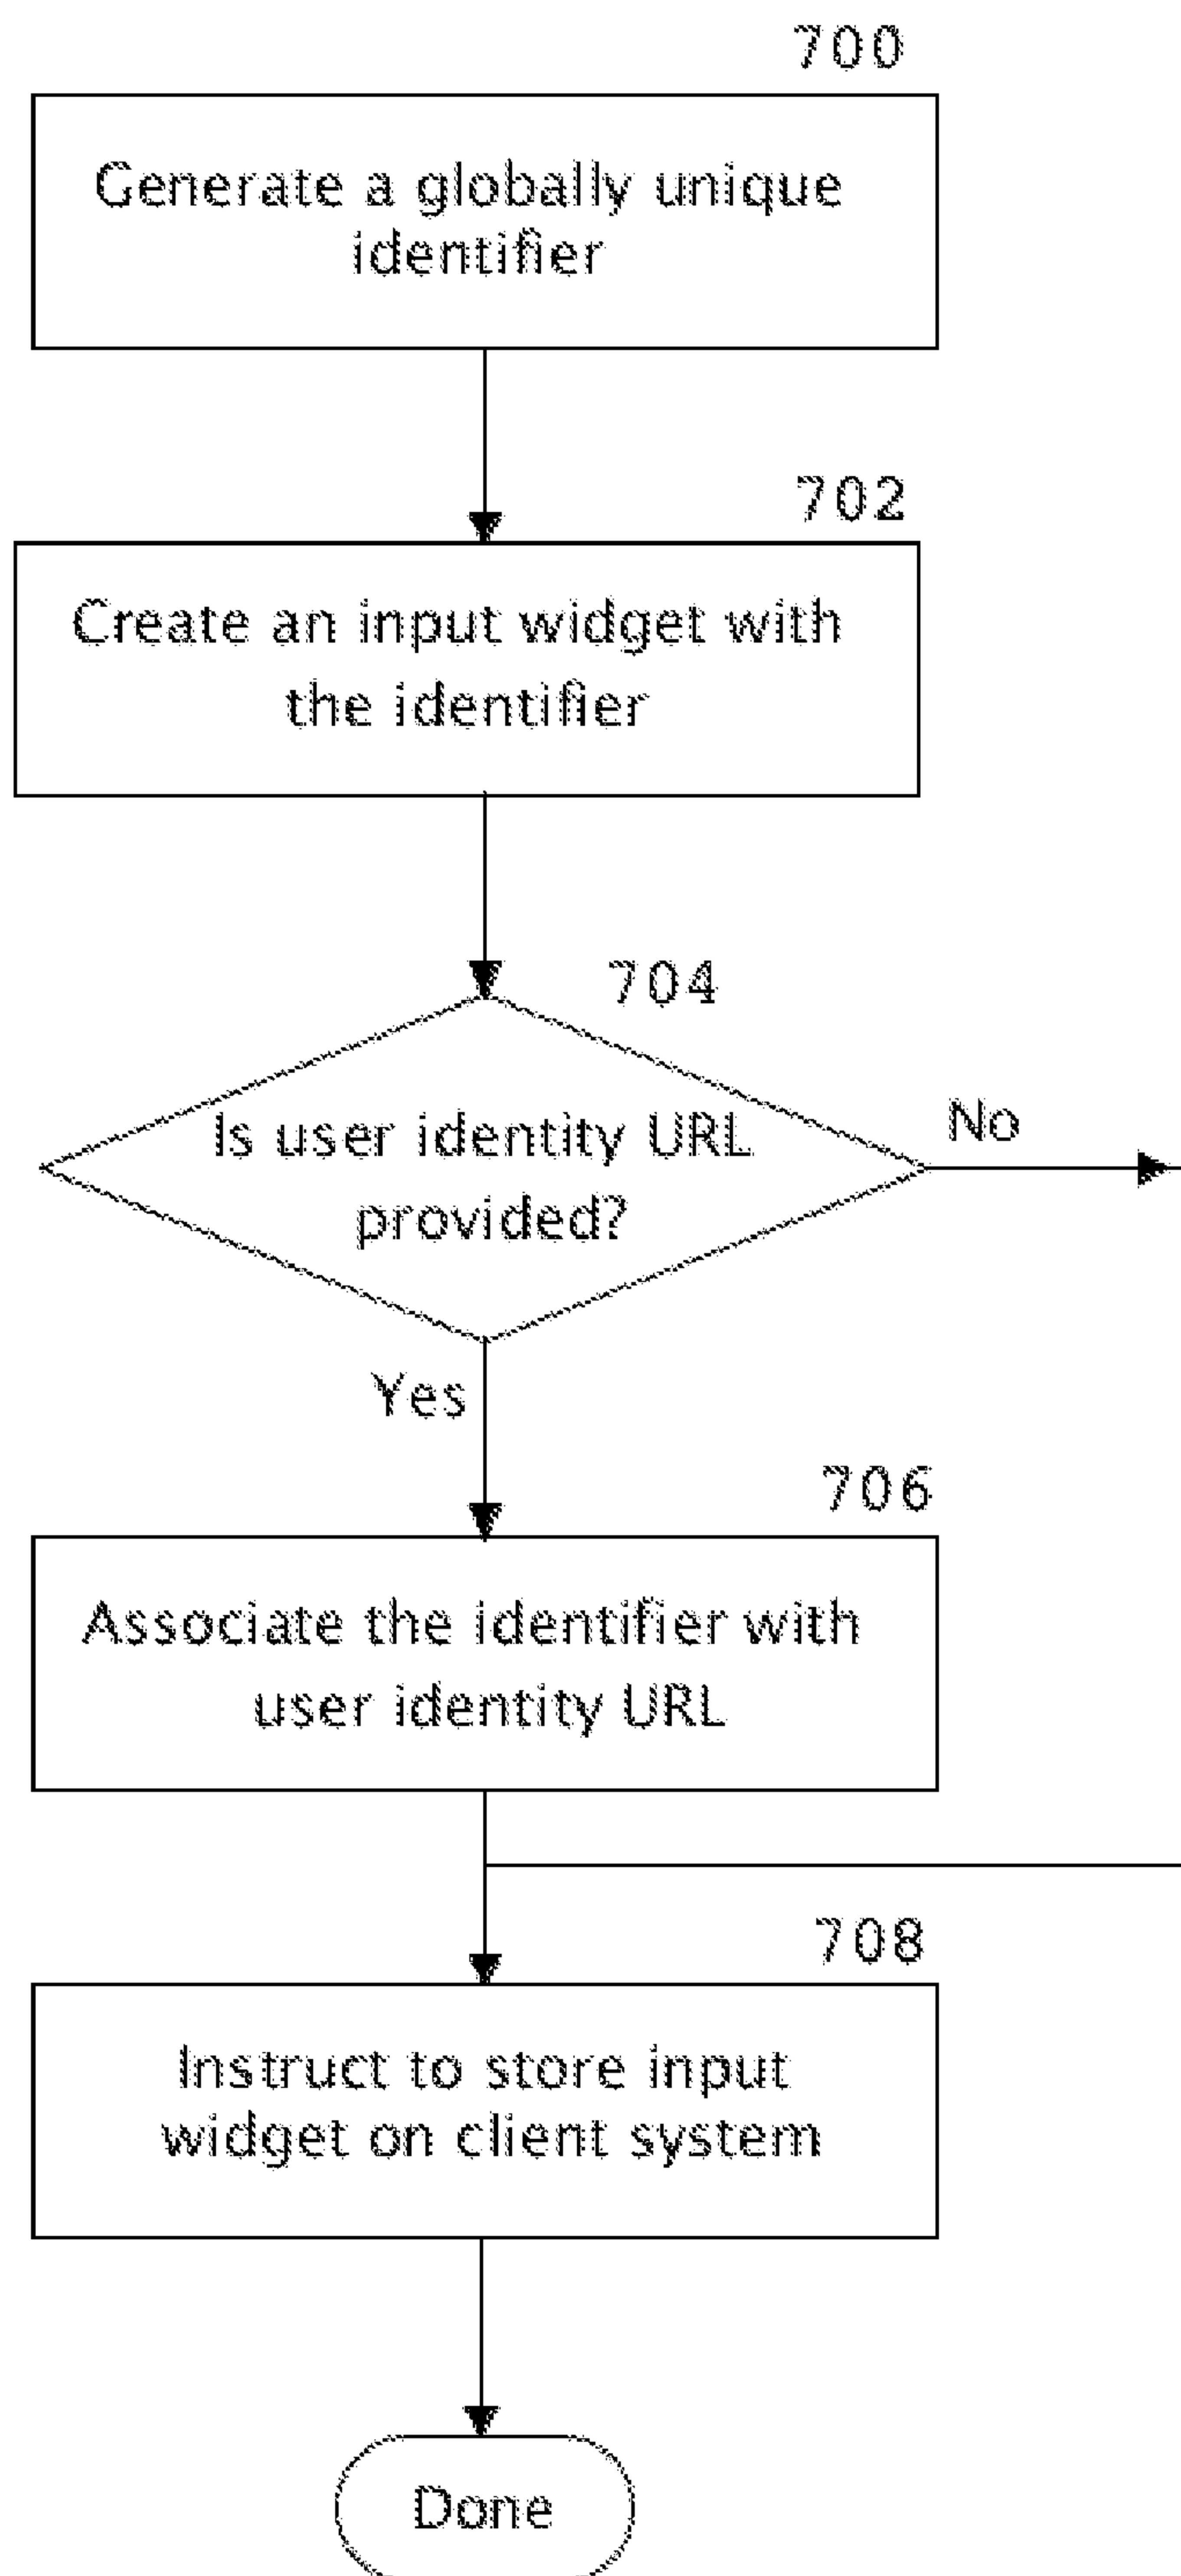 700
Generate a globally unique
identifier
702
Create an input widget with
the identifier
704
Is user identity URL
provided?
No
Yes
706
Associate the identifier with
user identity URL
708
Instruct to store input
widget on client system
Done